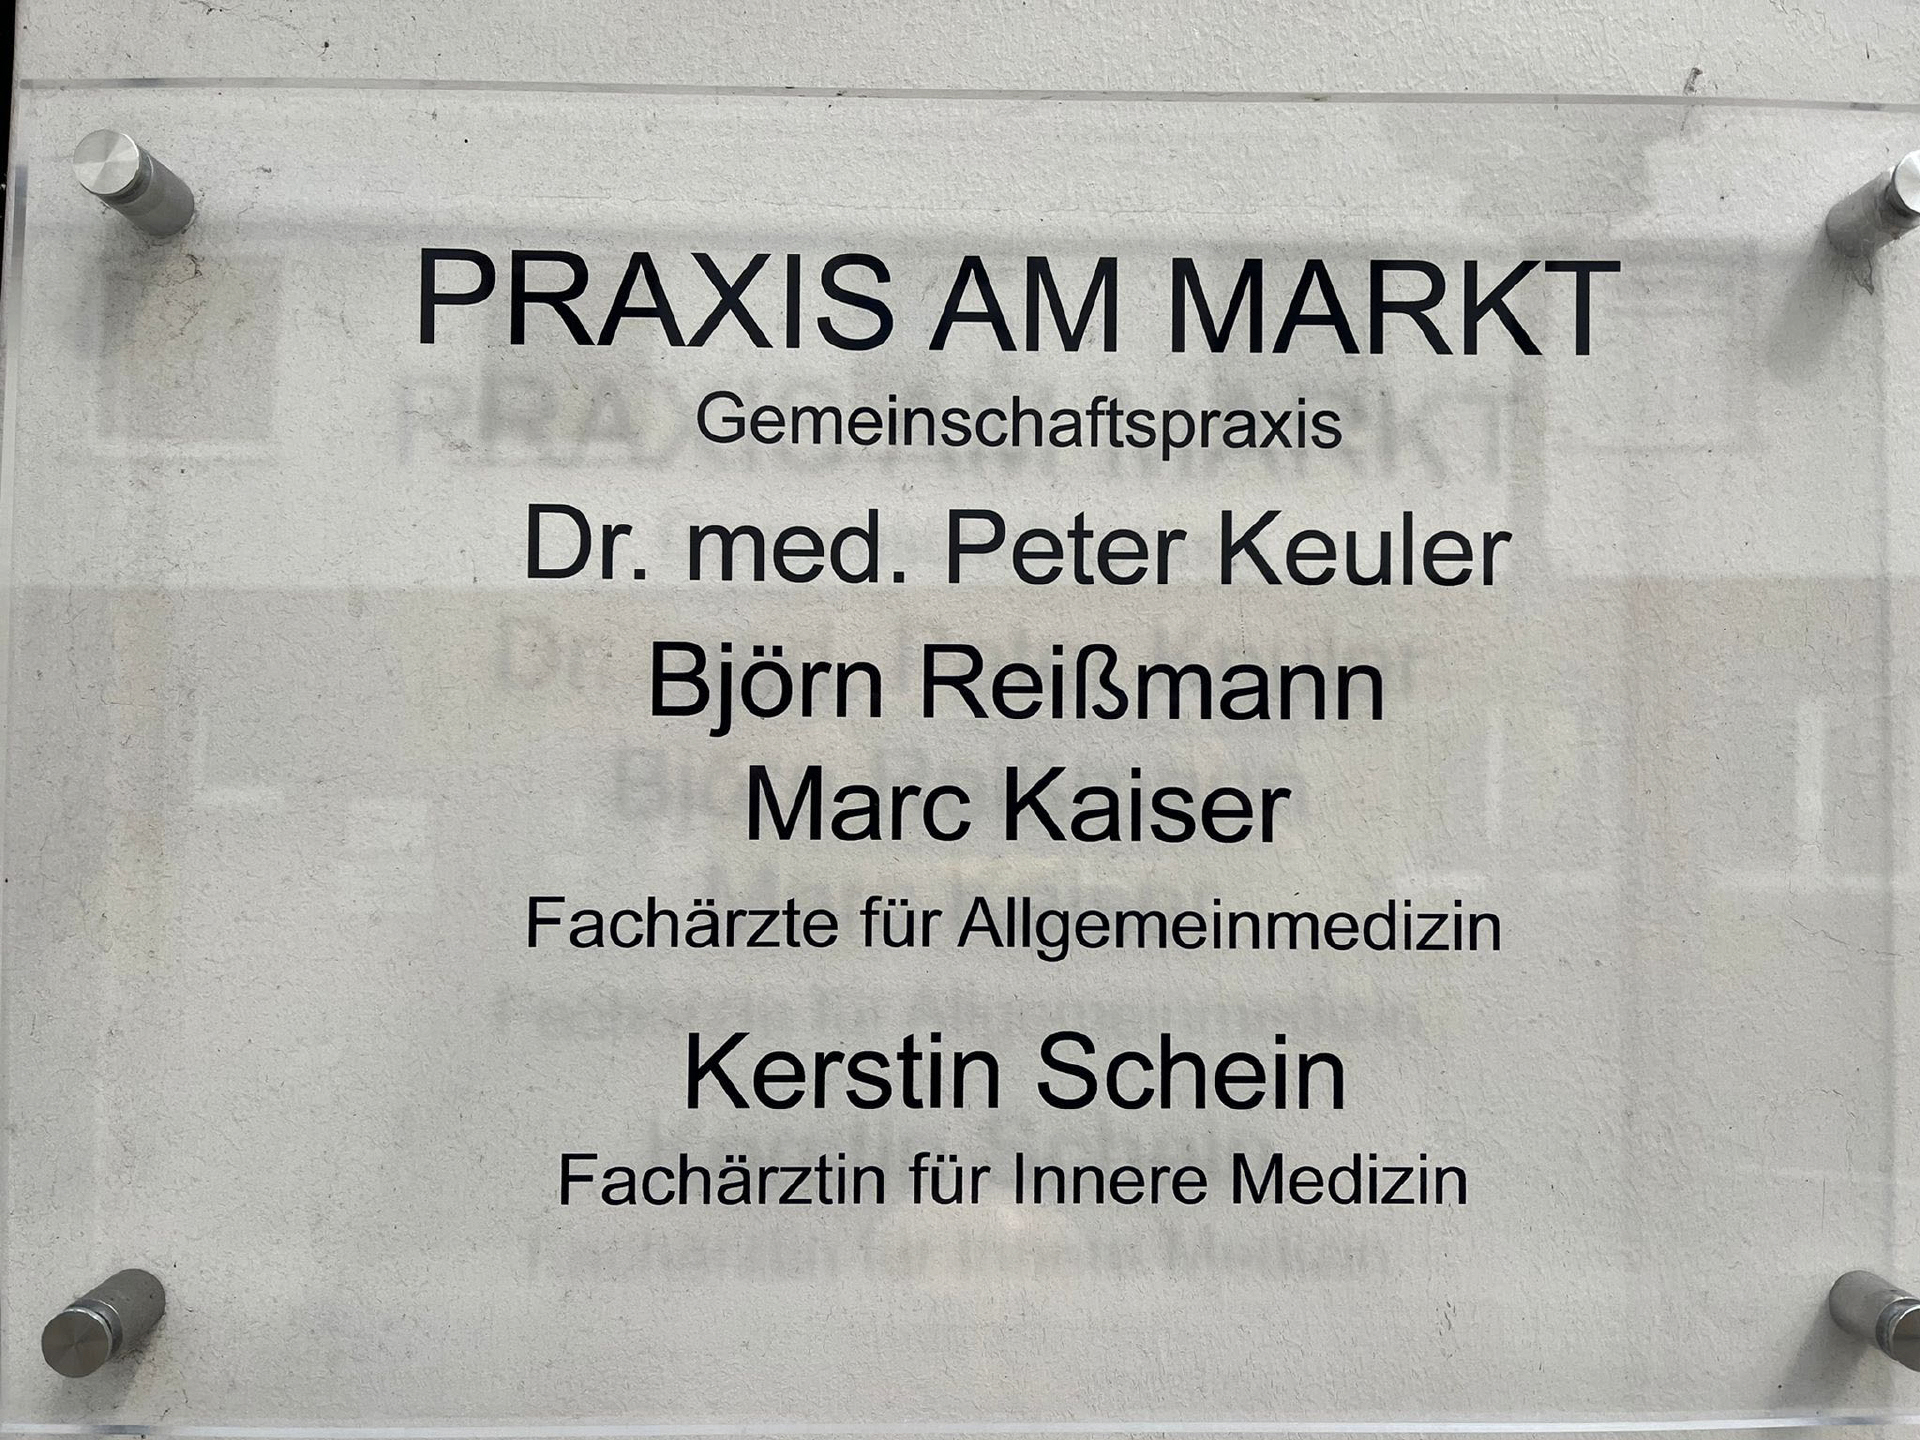 PRAXIS AM MARKT
Gemeinschaftspraxis
Dr. med. Peter Keuler
Björn Reißmann
Marc Kaiser
Fachärzte für Allgemeinmedizin
Kerstin Schein
Fachärztin für Innere Medizin